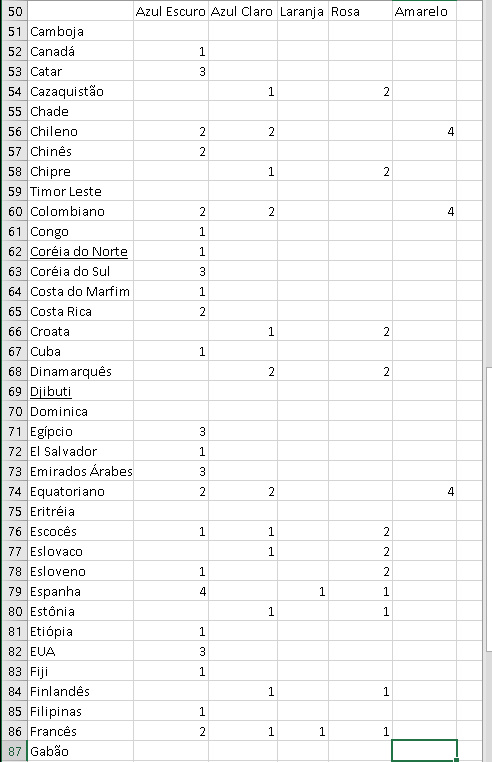 50 Azul Escuro Azul Claro Laranja Rosa Amarelo
51 Camboja
52 Canadá 1
53 Catar 3
54 Cazaquistão 1 2
55 Chade
56 Chileno 2 2 4
57 Chinês 2
58 Chipre 1 2
59 Timor Leste
60 Colombiano 2 2 4
61 Congo 1
62 Coréia do Norte 1
63 Coréia do Sul 3
64 Costa do Marfim 1
65 Costa Rica 2
66 Croata 1 2
67 Cuba 1
68 Dinamarquês 2 2
69 Djibuti
70 Dominica
71 Egípcio 3
72 El Salvador 1
73 Emirados Árabes 3
74 Equatoriano 2 2 4
75 Eritréia
76 Escocês 1 1 2
77 Eslovaco 1 2
78 Esloveno 1 2
79 Espanha 4 1 1
80 Estônia 1 1
81 Etiópia 1
82 EUA 3
83 Fiji 1
84 Finlandês 1 1
85 Filipinas 1
86 Francês 2 1 1 1
87 Gabão